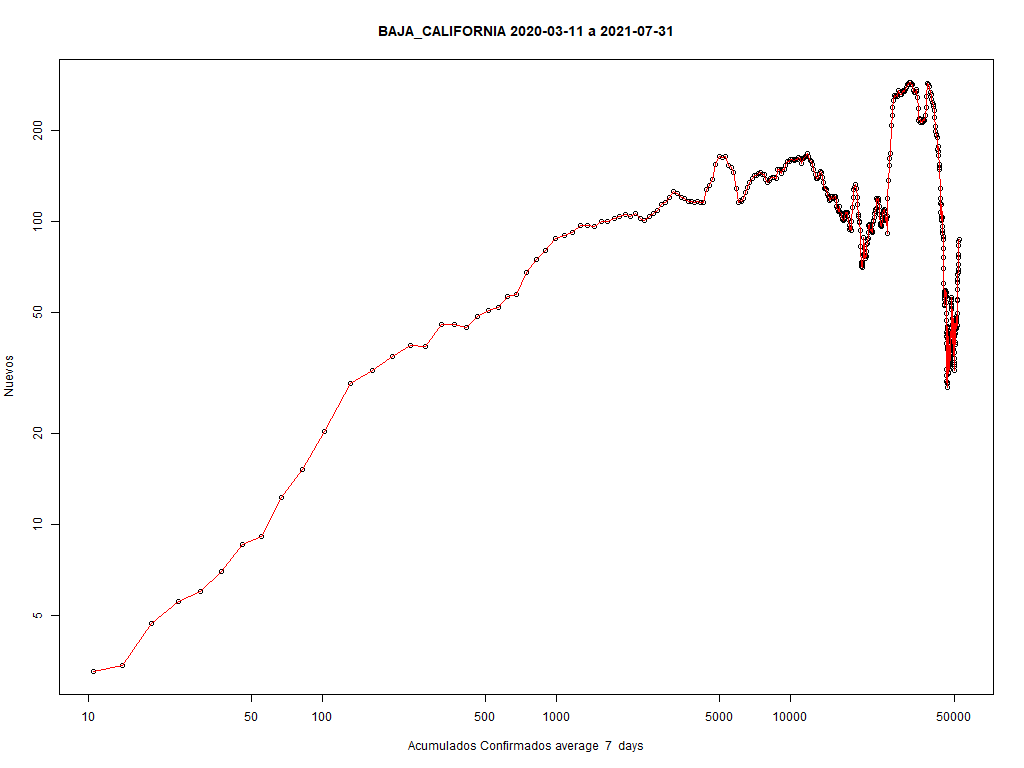 BAJA_CALIFORNIA 2020-03-11 a 2021-07-31
Nuevos
200
100
50
20
10
5
10 50 100 500 1000 5000 10000 50000
Acumulados Confirmados average 7 days